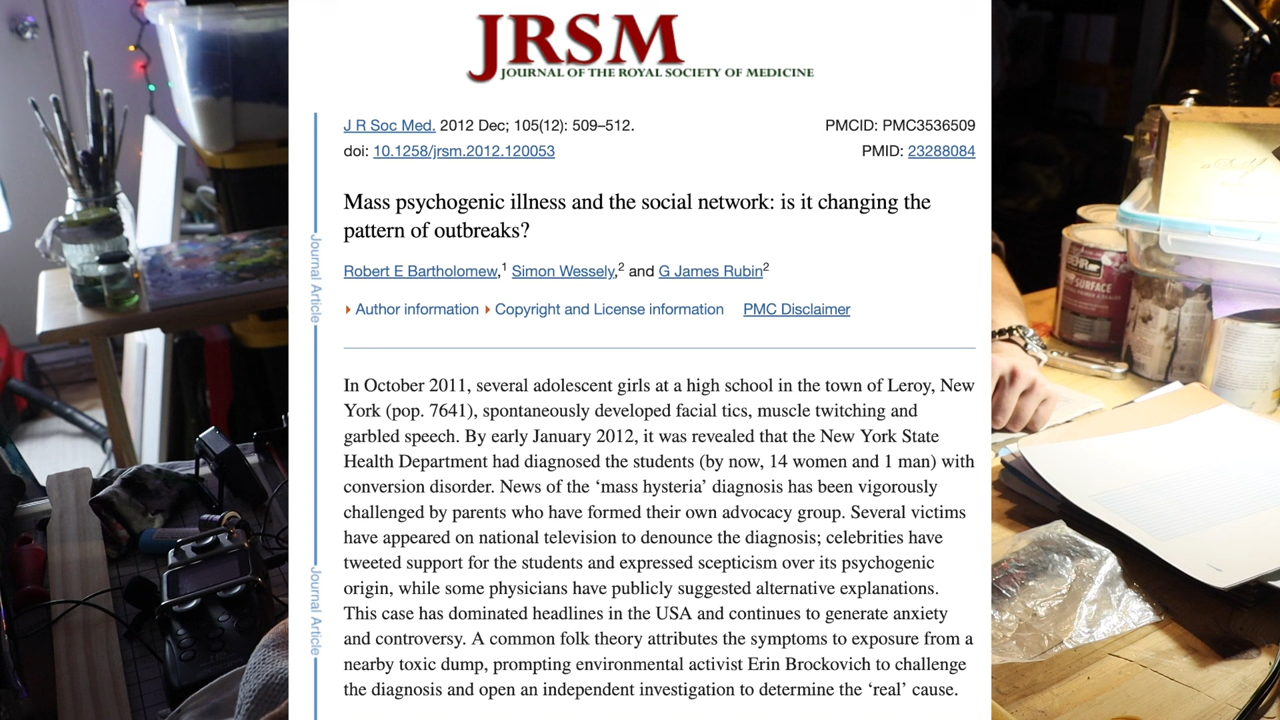 JRSM
JOURNAL OF THE ROYAL SOCIETY OF MEDICINE
J R Soc Med. 2012 Dec; 105(12): 509–512.
PMCID: PMC3536509
doi: 10.1258/jrsm.2012.120053
PMID: 23288084
Mass psychogenic illness and the social network: is it changing the
pattern of outbreaks?
Robert E Bartholomew,1 Simon Wessely,2 and G James Rubin2
Author information Copyright and License information PMC Disclaimer
In October 2011, several adolescent girls at a high school in the town of Leroy, New
York (pop. 7641), spontaneously developed facial tics, muscle twitching and
garbled speech. By early January 2012, it was revealed that the New York State
Health Department had diagnosed the students (by now, 14 women and 1 man) with
conversion disorder. News of the ‘mass hysteria’ diagnosis has been vigorously
challenged by parents who have formed their own advocacy group. Several victims
have appeared on national television to denounce the diagnosis; celebrities have
tweeted support for the students and expressed scepticism over its psychogenic
origin, while some physicians have publicly suggested alternative explanations.
This case has dominated headlines in the USA and continues to generate anxiety
and controversy. A common folk theory attributes the symptoms to exposure from a
nearby toxic dump, prompting environmental activist Erin Brockovich to challenge
the diagnosis and open an independent investigation to determine the ‘real’ cause.
Journal Article
Journal Article
BEHR
SURFACE